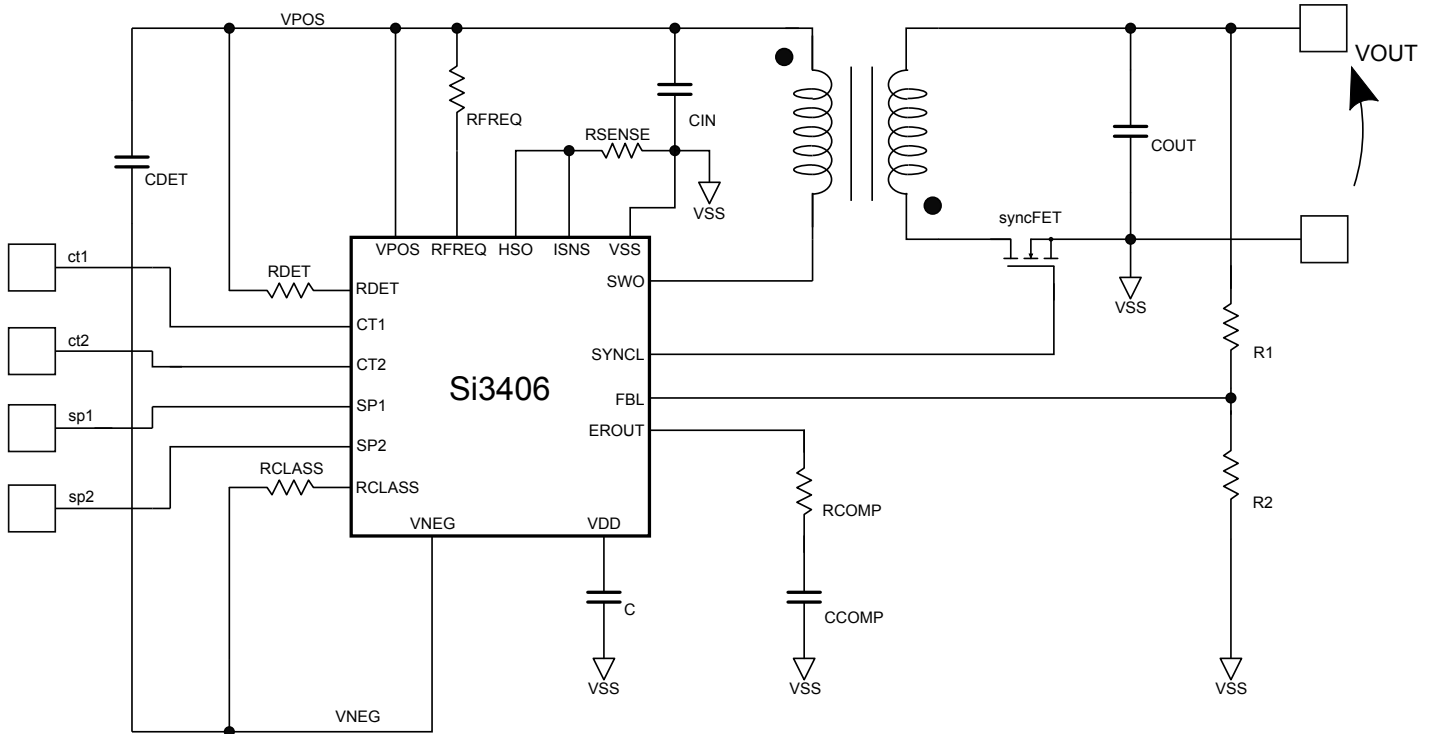 VPOS
VOUT
RFREQ
CIN
RSENSE
COUT
CDET
VSS
syncFET
VPOS RFREQ HSO ISNS VSS
ct1
RDET
RDET
SWO
VSS
CT1
ct2
SYNCL
R1
CT2
Si3406
FBL
sp1
SP1
EROUT
SP2
RCLASS
sp2
RCLASS
RCOMP
R2
VNEG
VDD
C
CCOMP
VSS
VSS
VSS
VNEG